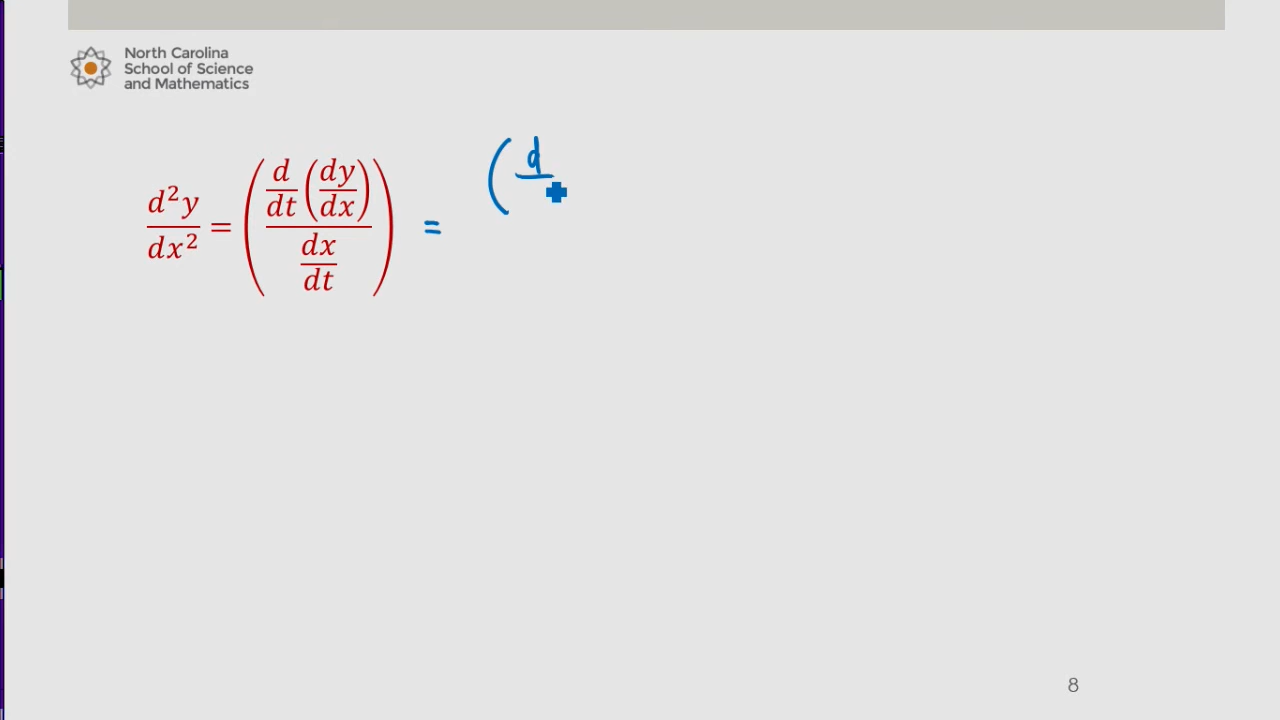 North Carolina
School of Science
and Mathematics
d²y/dx² = (d/dt(dy/dx) / dx/dt) = (d
8